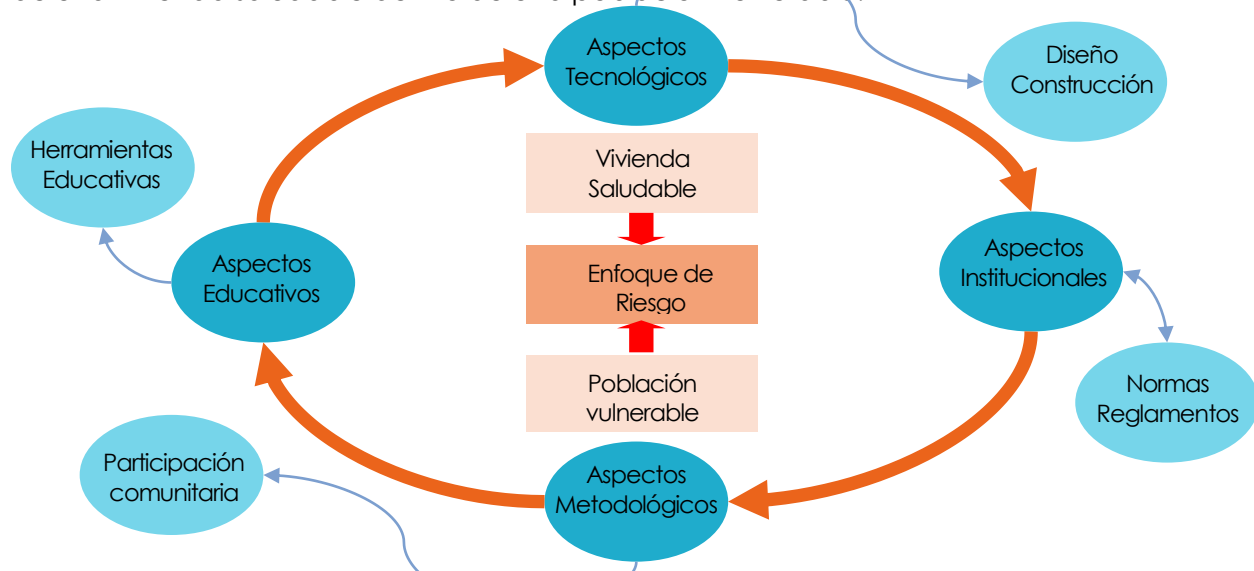 Aspectos
Tecnológicos
Diseño
Construcción
Herramientas
Educativas
Vivienda
Saludable
Aspectos
Educativos
Enfoque de
Riesgo
Aspectos
Institucionales
Población
vulnerable
Normas
Reglamentos
Participación
comunitaria
Aspectos
Metodológicos